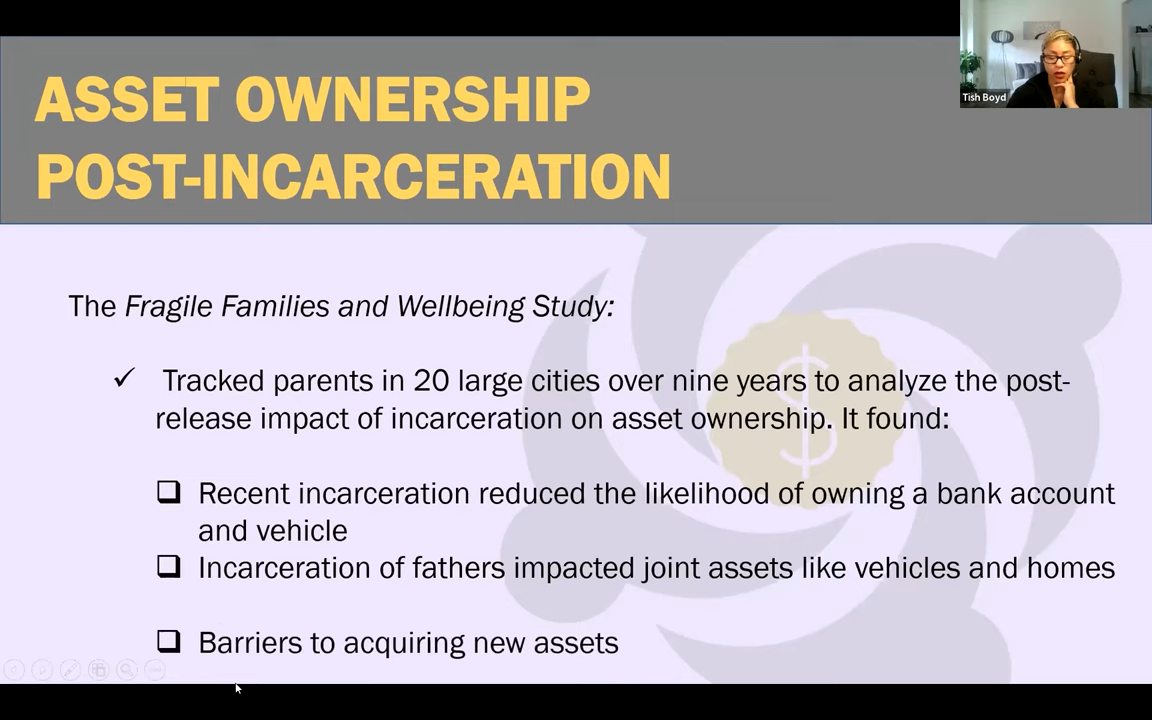 ASSET OWNERSHIP
POST-INCARCERATION
Tish Boyd
The Fragile Families and Wellbeing Study:
✓ Tracked parents in 20 large cities over nine years to analyze the post-
release impact of incarceration on asset ownership. It found:
❑ Recent incarceration reduced the likelihood of owning a bank account
and vehicle
❑ Incarceration of fathers impacted joint assets like vehicles and homes
❑ Barriers to acquiring new assets